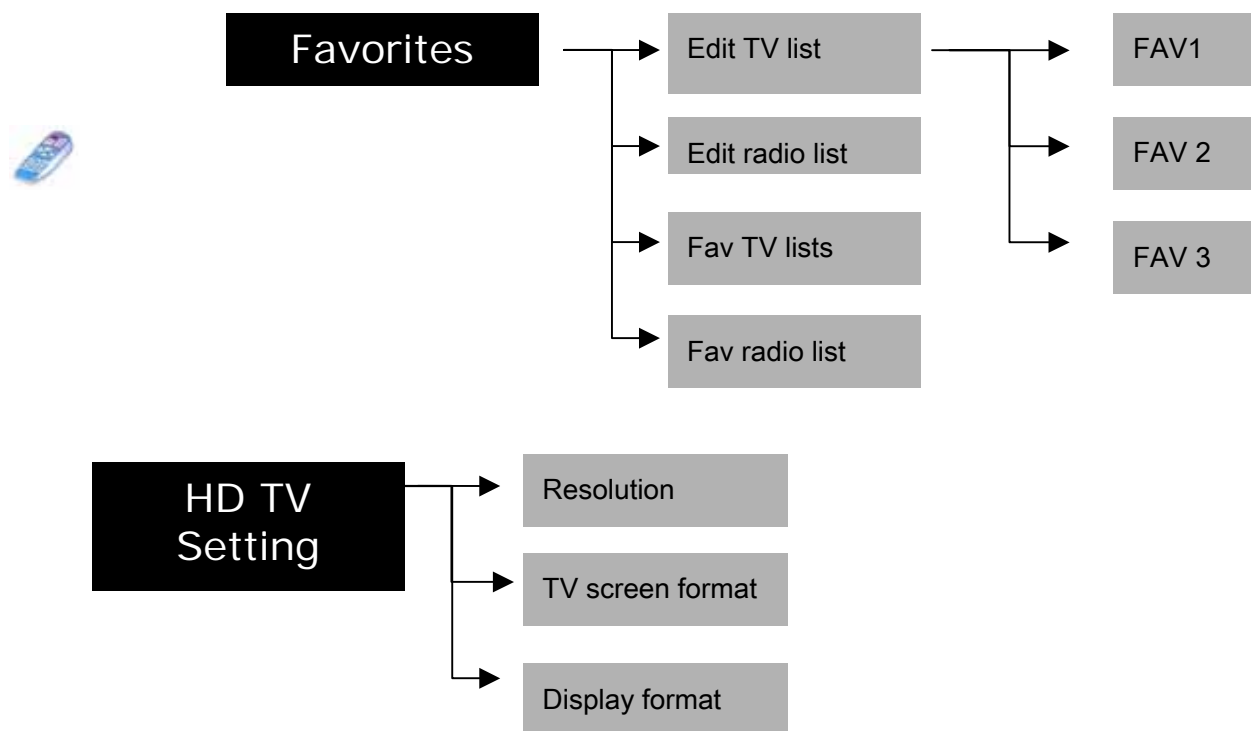 Favorites
Edit TV list
FAV1
Edit radio list
FAV 2
Fav TV lists
FAV 3
Fav radio list
HD TV
Setting
Resolution
TV screen format
Display format